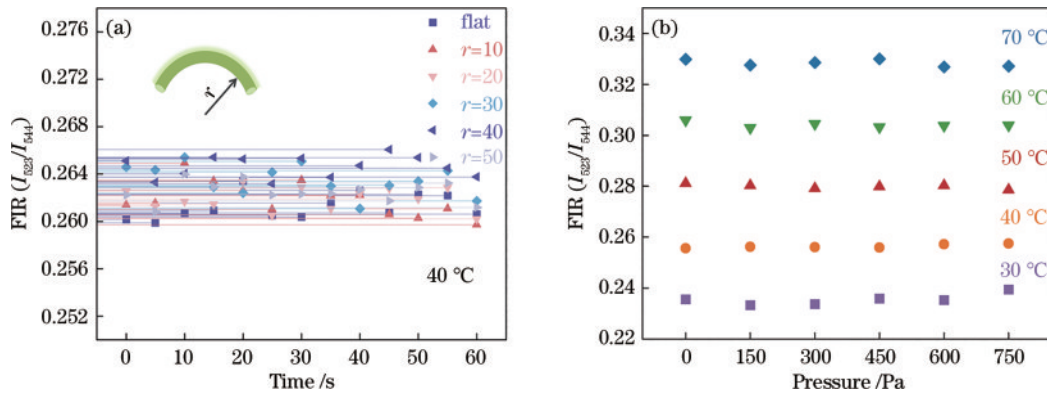 (a)
flat
r=10
r=20
r=30
r=40
r=50
r
40 °C
0.276
0.272
0.268
0.264
0.260
0.256
0.252
FIR (I523/I544)
0 10 20 30 40 50 60
Time /s
(b)
70 °C
60 °C
50 °C
40 °C
30 °C
0.34
0.32
0.30
0.28
0.26
0.24
0.22
FIR (I523/I544)
0 150 300 450 600 750
Pressure /Pa